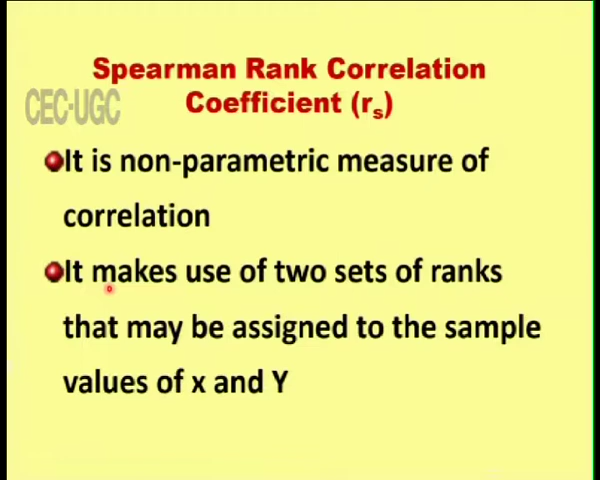 Spearman Rank Correlation
CEC-UGC
Coefficient (rs)
It is non-parametric measure of
correlation
It makes use of two sets of ranks
that may be assigned to the sample
values of x and Y